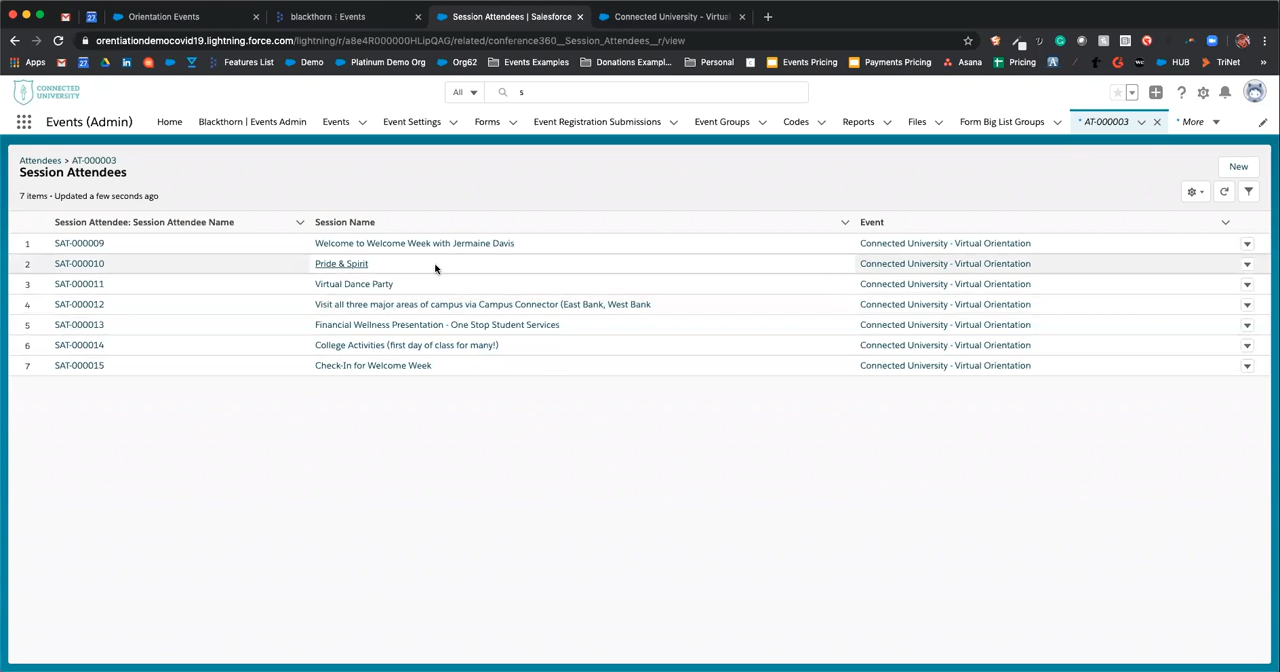 Orientation Events
blackthorn : Events
Session Attendees | Salesforce
Connected University - Virtua
orentiationdemocovid19.lightning.force.com/lightning/r/a8e4R000000HLipQAG/related/conference360__Session_Attendees__r/view
Apps
Features List
Demo
Platinum Demo Org
Org62
Events Examples
Donations Exampl...
Personal
Events Pricing
Payments Pricing
Asana
Pricing
HUB
TriNet
»
CONNECTED
UNIVERSITY
All
s
Events (Admin)
Home
Blackthorn | Events Admin
Events
Event Settings
Forms
Event Registration Submissions
Event Groups
Codes
Reports
Files
Form Big List Groups
* AT-000003
* More
Attendees > AT-000003
Session Attendees
New
7 items • Updated a few seconds ago
Session Attendee: Session Attendee Name Session Name Event
1 SAT-000009 Welcome to Welcome Week with Jermaine Davis Connected University - Virtual Orientation
2 SAT-000010 Pride & Spirit Connected University - Virtual Orientation
3 SAT-000011 Virtual Dance Party Connected University - Virtual Orientation
4 SAT-000012 Visit all three major areas of campus via Campus Connector (East Bank, West Bank Connected University - Virtual Orientation
5 SAT-000013 Financial Wellness Presentation - One Stop Student Services Connected University - Virtual Orientation
6 SAT-000014 College Activities (first day of class for many!) Connected University - Virtual Orientation
7 SAT-000015 Check-In for Welcome Week Connected University - Virtual Orientation